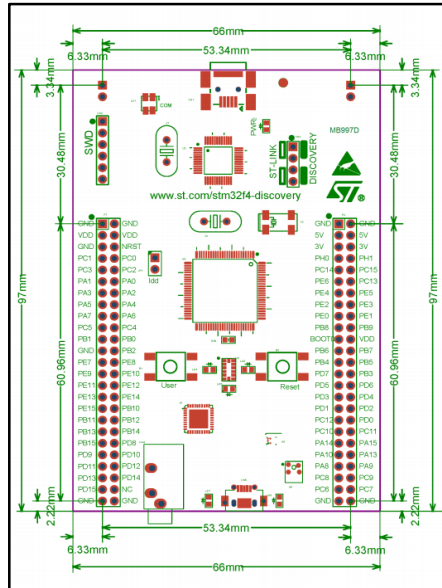 66mm
6.33mm 53.34mm 6.33mm
3.34mm 3.34mm
COM
PWR
MB997D
SWD
ST-LINK
DISCOVERY
30.48mm 30.48mm
www.st.com/stm32f4-discovery
GND GND GND GND
VDD VDD 5V 5V
GND NRST 3V 3V
PC1 PC0 PH0 PH1
PC3 PC2 PC14 PC15
PA1 PA0 PE6 PC13
PA3 PA2 PE4 PE5
PA5 PA4 PE2 PE3
PA7 PA6 PE0 PE1
PC5 PC4 PB8 PB9
PB1 PB0 BOOT0 VDD
GND PB2 PB6 PB7
PE7 PE8 PB4 PB5
PE9 PE10 PD7 PB3
PE11 PE12 PD5 PD6
PE13 PE14 PD3 PD4
PE15 PB10 PD1 PD2
PB11 PB12 PC12 PD0
PB13 PB14 PC10 PC11
PB15 PD8 PA14 PA15
PD9 PD10 PA10 PA13
PD11 PD12 PA8 PA9
PD13 PD14 PC8 PC9
PD15 NC PC6 PC7
GND GND GND GND
Idd
User Reset
97mm 97mm
60.96mm 60.96mm
2.22mm 2.22mm
53.34mm
6.33mm 6.33mm
66mm